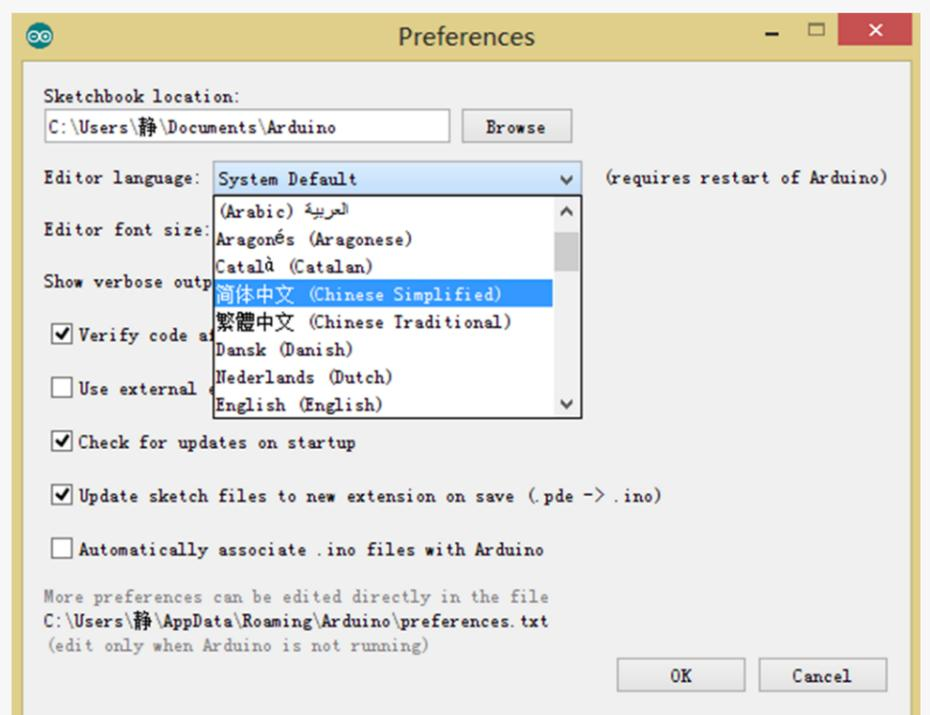 Preferences
Sketchbook location:
C:\Users\静\Documents\Arduino
Browse
Editor language:
System Default
(requires restart of Arduino)
(Arabic) العربية
Editor font size:
Aragonés (Aragonese)
Català (Catalan)
Show verbose outp
简体中文 (Chinese Simplified)
繁體中文 (Chinese Traditional)
Verify code a
Dansk (Danish)
Nederlands (Dutch)
Use external
English (English)
Check for updates on startup
Update sketch files to new extension on save (.pde -> .ino)
Automatically associate .ino files with Arduino
More preferences can be edited directly in the file
C:\Users\静\AppData\Roaming\Arduino\preferences.txt
(edit only when Arduino is not running)
OK
Cancel